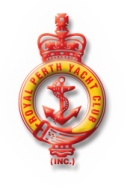 ROYAL PERTH YACHT CLUB
(INC.)